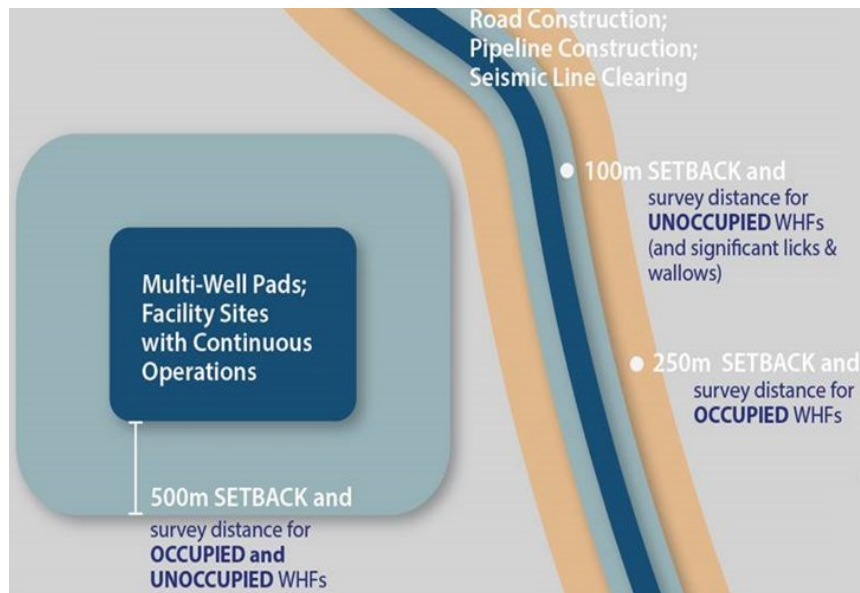 Road Construction;
Pipeline Construction;
Seismic Line Clearing
100m SETBACK and
survey distance for
UNOCCUPIED WHFs
(and significant licks &
wallows)
Multi-Well Pads;
Facility Sites
with Continuous
Operations
250m SETBACK and
survey distance for
OCCUPIED WHFs
500m SETBACK and
survey distance for
OCCUPIED and
UNOCCUPIED WHFs